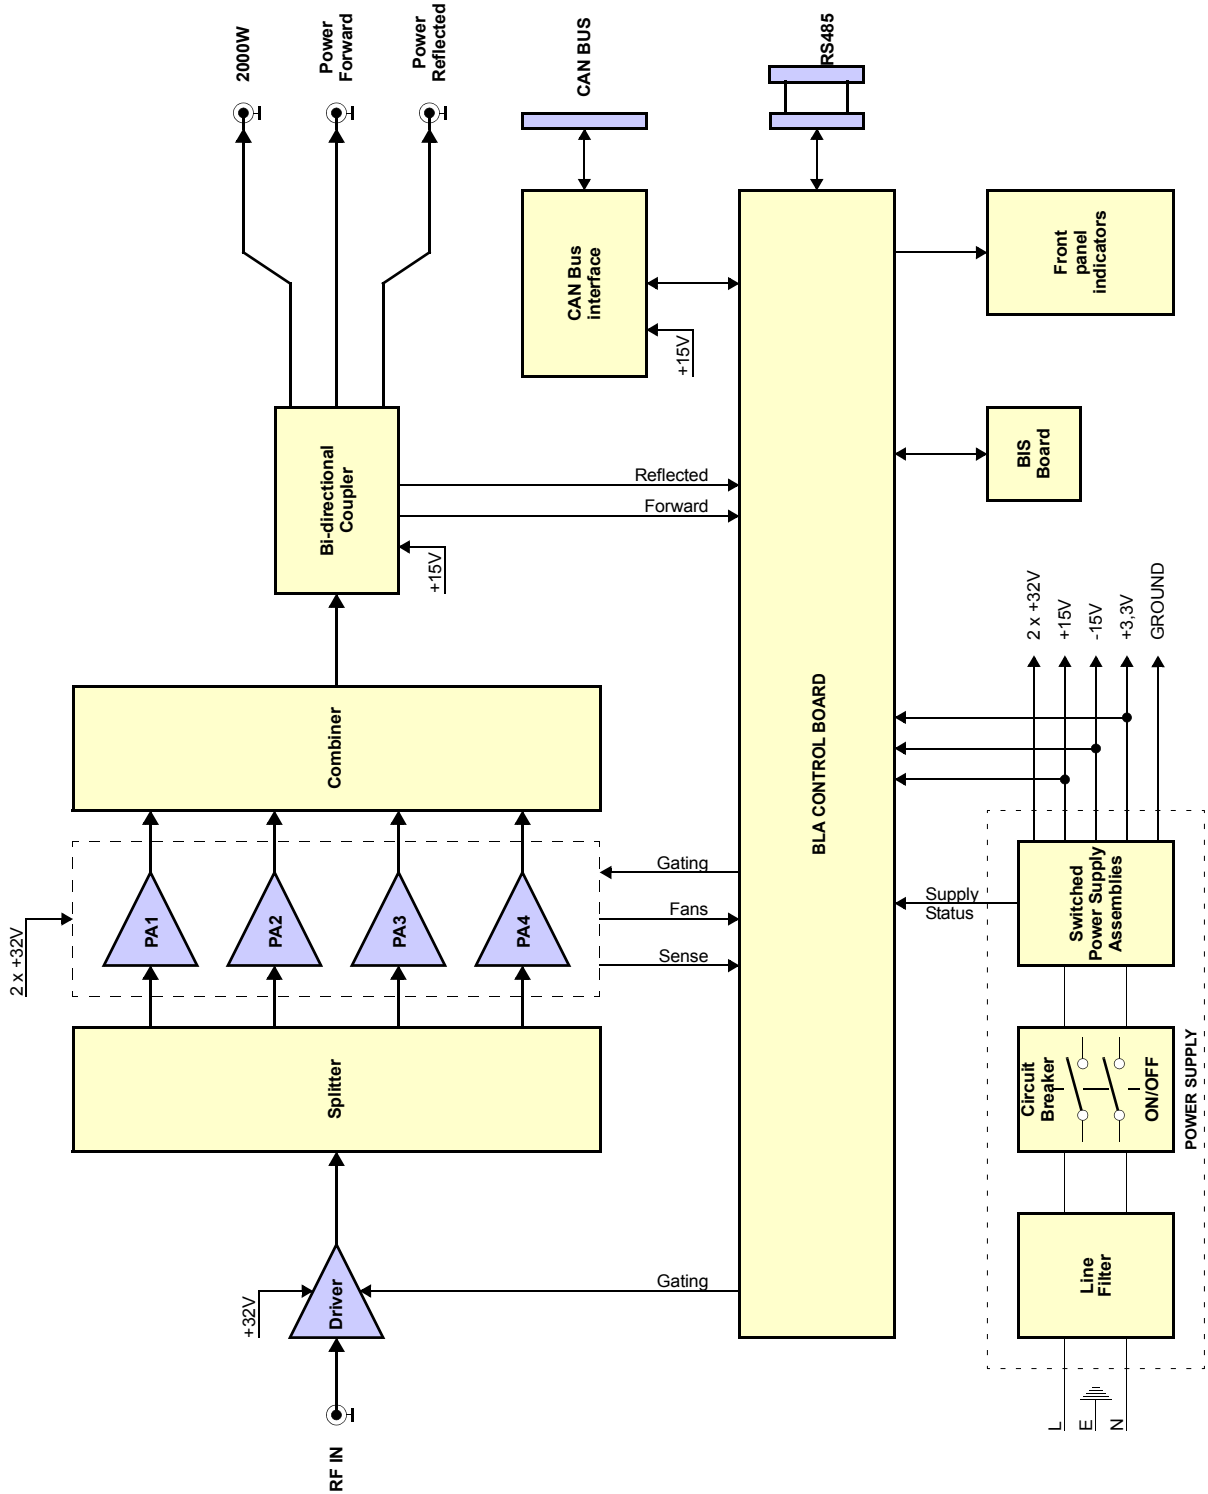 2000W
Power
Forward
Power
Reflected
CAN BUS
RS485
CAN Bus
interface
+15V
Front
panel
indicators
Bi-directional
Coupler
+15V
Reflected
Forward
BIS
Board
2 x +32V
+15V
-15V
+3,3V
GROUND
Combiner
BLA CONTROL BOARD
2 x +32V
PA1
PA2
PA3
PA4
Gating
Fans
Sense
Supply
Status
Switched
Power Supply
Assemblies
Splitter
Circuit
Breaker
ON/OFF
POWER SUPPLY
+32V
Driver
Gating
Line
Filter
RF IN
L
E
N